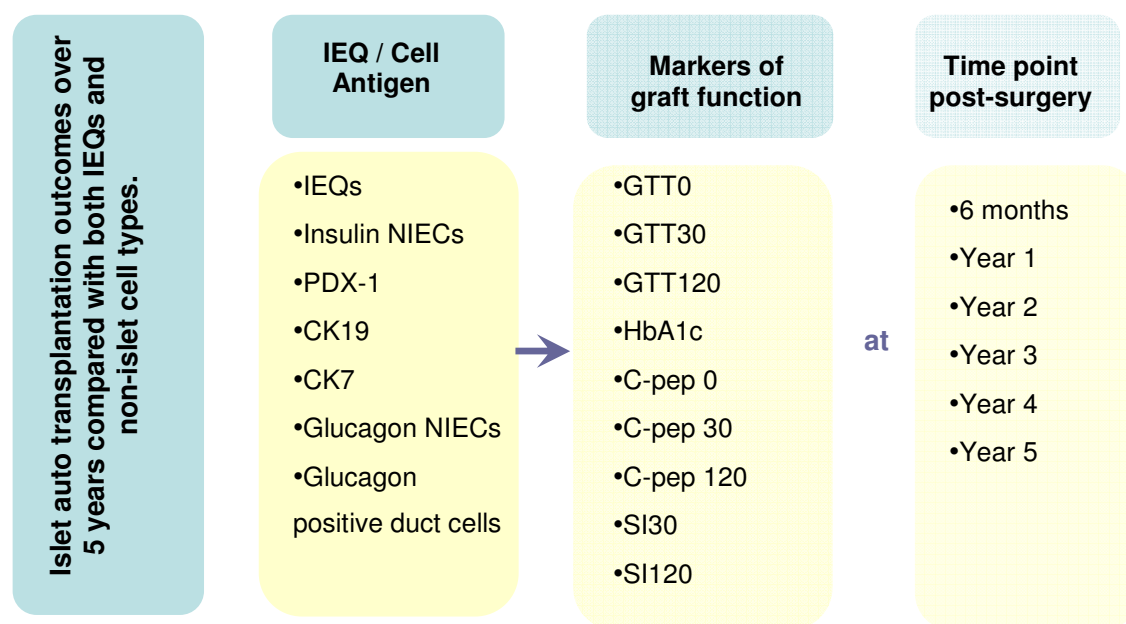 Islet auto transplantation outcomes over
5 years compared with both IEQs and
non-islet cell types.
IEQ / Cell
Antigen
•IEQs
•Insulin NIECs
•PDX-1
•CK19
•CK7
•Glucagon NIECs
•Glucagon
positive duct cells
Markers of
graft function
•GTT0
•GTT30
•GTT120
•HbA1c
•C-pep 0
•C-pep 30
•C-pep 120
•SI30
•SI120
at
Time point
post-surgery
•6 months
•Year 1
•Year 2
•Year 3
•Year 4
•Year 5